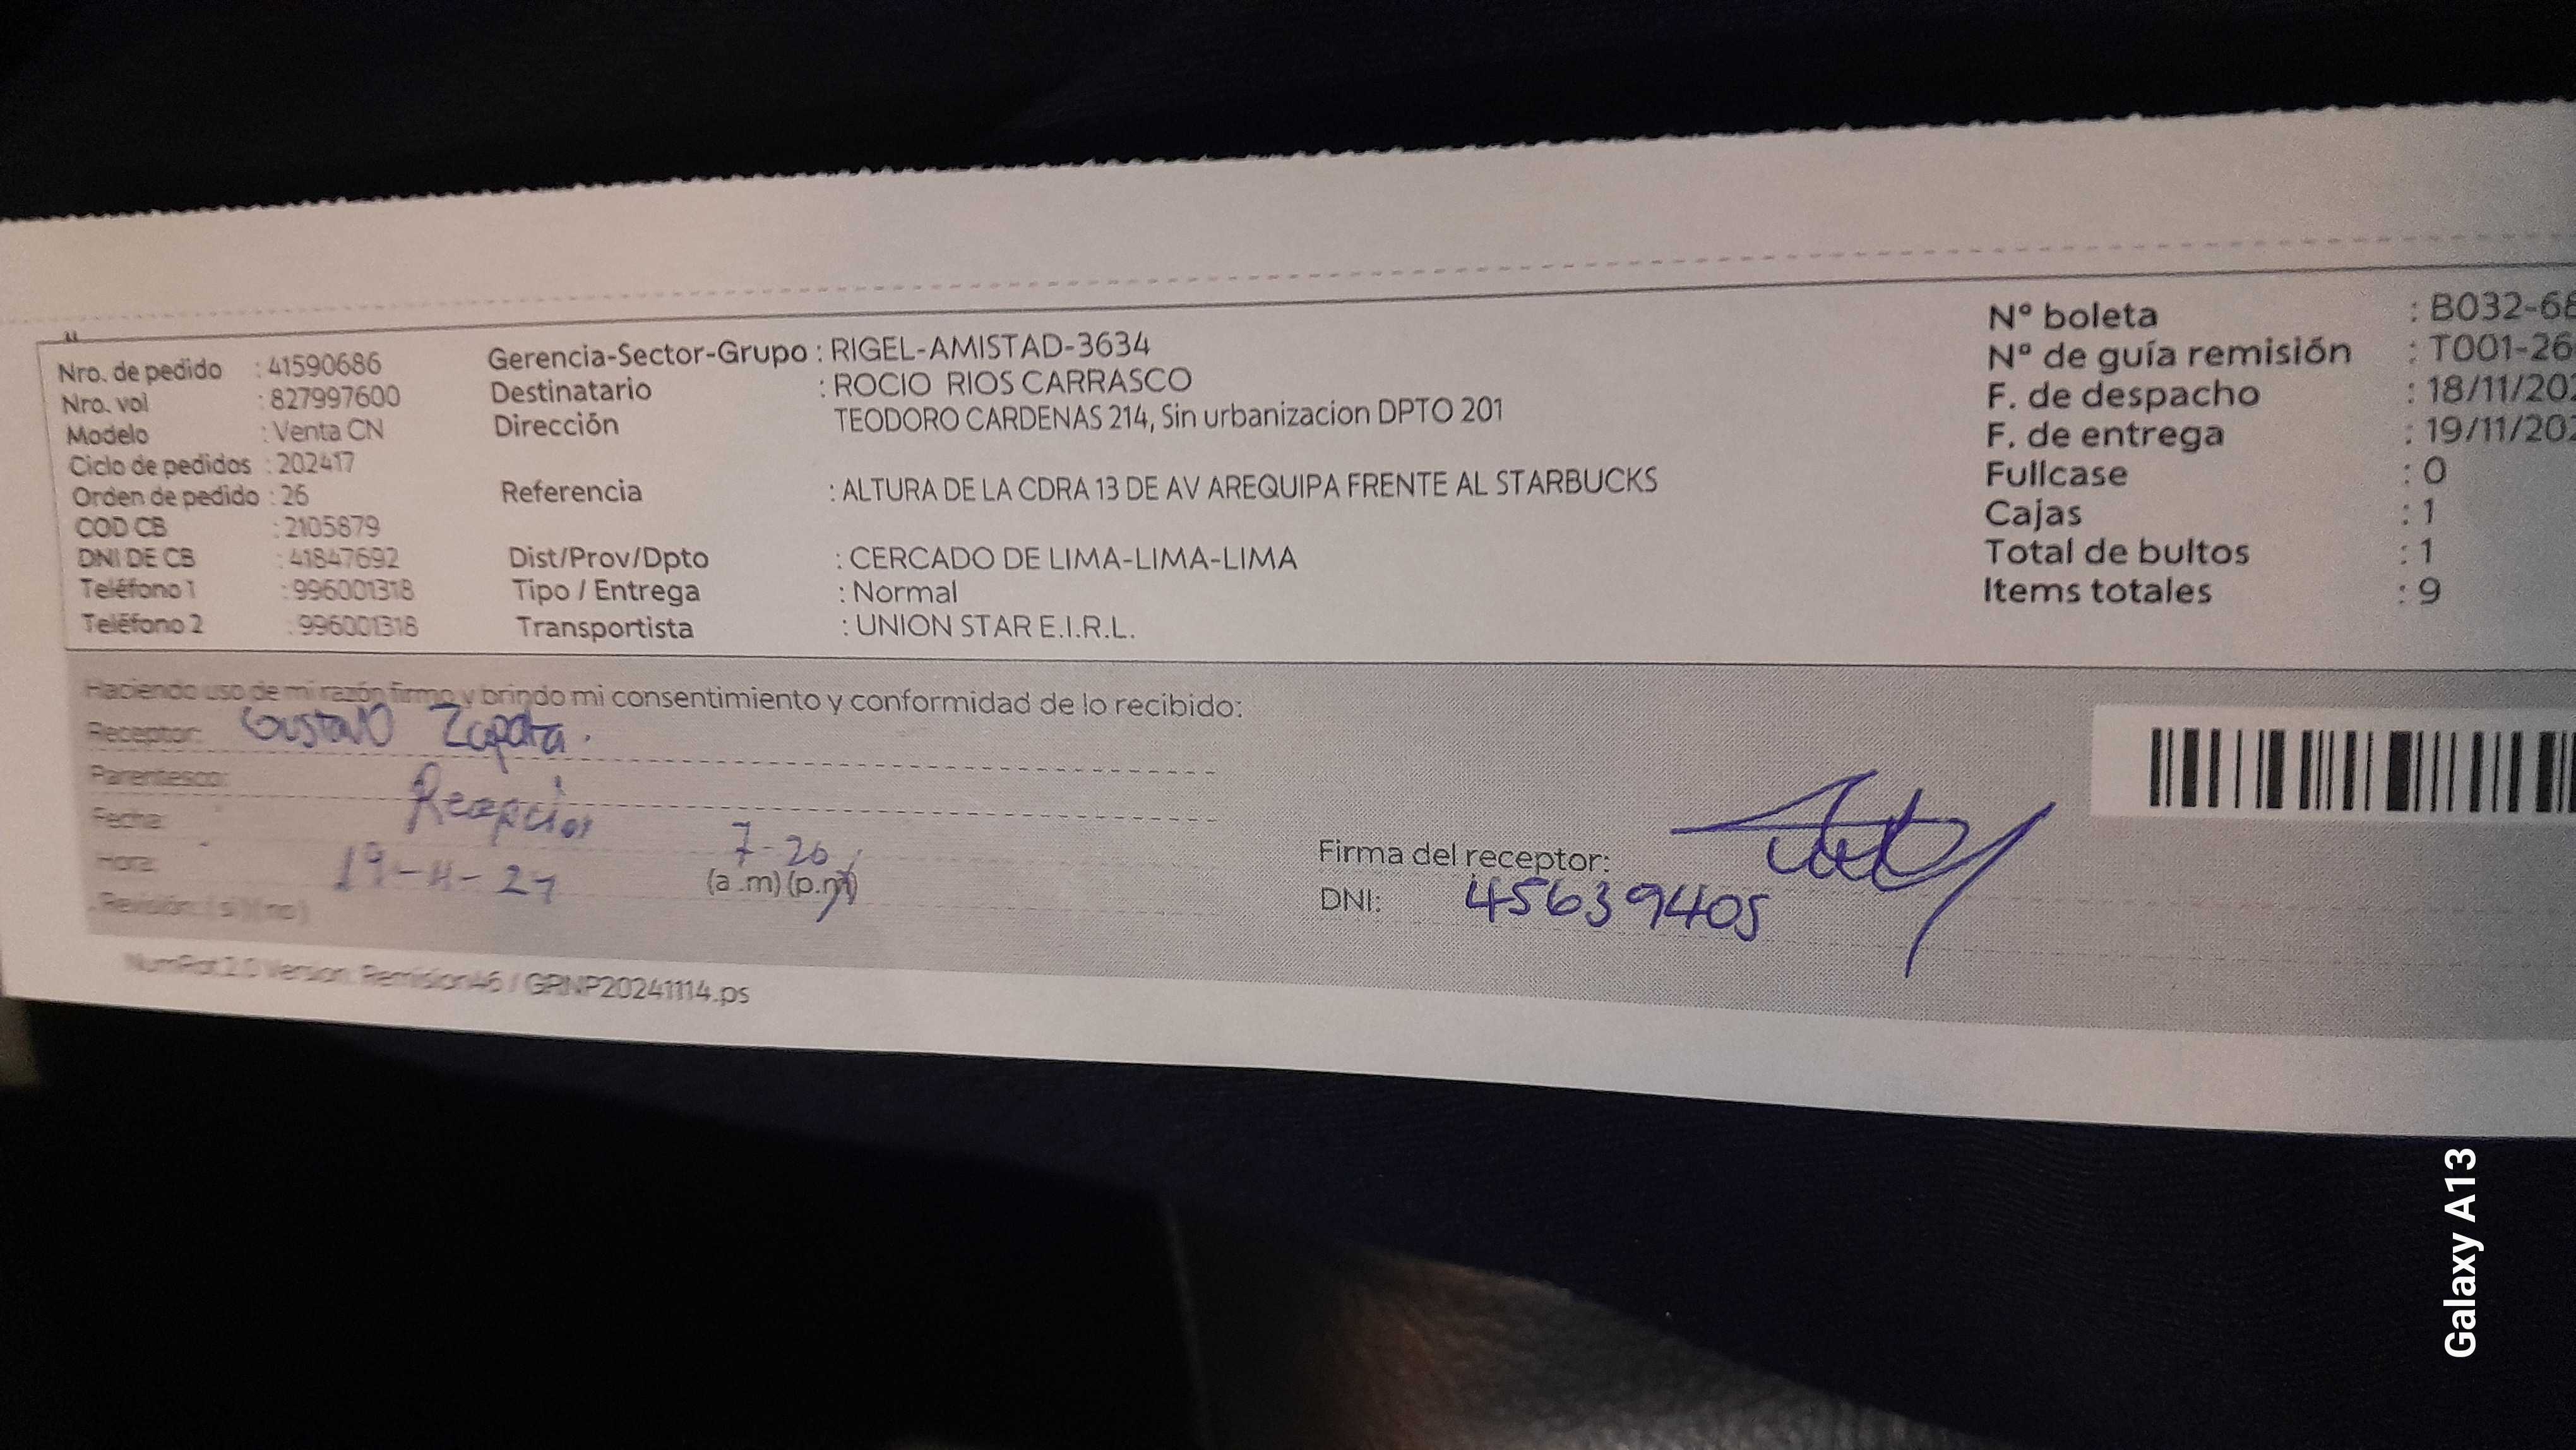 Nro. de pedido : 41590686
Nro. vol : 827997600
Modelo : Venta CN
Ciclo de pedidos : 202417
Orden de pedido : 26
COD CB : 2105879
DNI DE CB : 41847692
Teléfono 1 : 996001318
Teléfono 2 : 996001318
Gerencia-Sector-Grupo : RIGEL-AMISTAD-3634
Destinatario : ROCIO RIOS CARRASCO
Dirección TEODORO CARDENAS 214, Sin urbanizacion DPTO 201
Referencia : ALTURA DE LA CDRA 13 DE AV AREQUIPA FRENTE AL STARBUCKS
Dist/Prov/Dpto : CERCADO DE LIMA-LIMA-LIMA
Tipo / Entrega : Normal
Transportista : UNION STAR E.I.R.L.
Nº boleta : B032-68
Nº de guía remisión : T001-26
F. de despacho : 18/11/202
F. de entrega : 19/11/202
Fullcase : 0
Cajas : 1
Total de bultos : 1
Items totales : 9
Haciendo uso de mi razón firmo y brindo mi consentimiento y conformidad de lo recibido:
Receptor: Gustavo Zapata.
Parentesco:
Recepcion
Fecha:
7-20
Hora: (a.m) (p.m)
19-11-24
Revisión: (si) (no)
Firma del receptor:
DNI: 45639405
NumRot 2.0 Version: RemisionA6 / GRNP20241114.ps
Galaxy A13